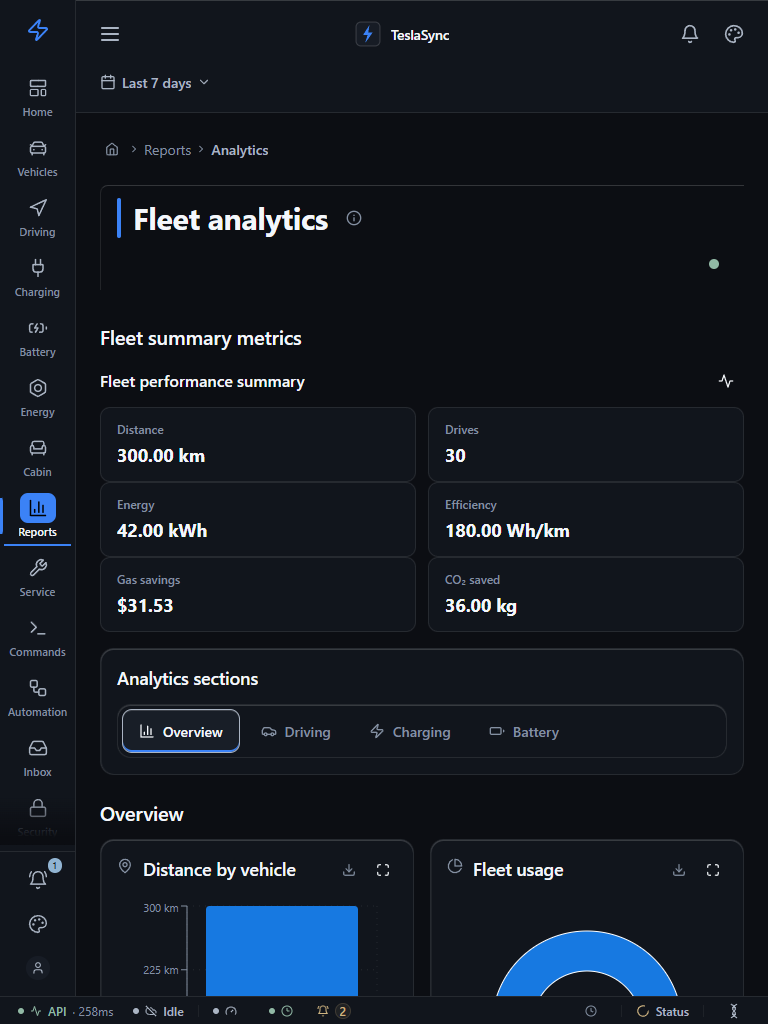 TeslaSync
Last 7 days
Home
Vehicles
Driving
Charging
Battery
Energy
Cabin
Reports
Service
Commands
Automation
Inbox
Security
1
Reports
Analytics
Fleet analytics
Fleet summary metrics
Fleet performance summary
Distance
300.00 km
Drives
30
Energy
42.00 kWh
Efficiency
180.00 Wh/km
Gas savings
$31.53
CO₂ saved
36.00 kg
Analytics sections
Overview
Driving
Charging
Battery
Overview
Distance by vehicle
300 km
225 km
Fleet usage
API · 258ms
Idle
2
Status